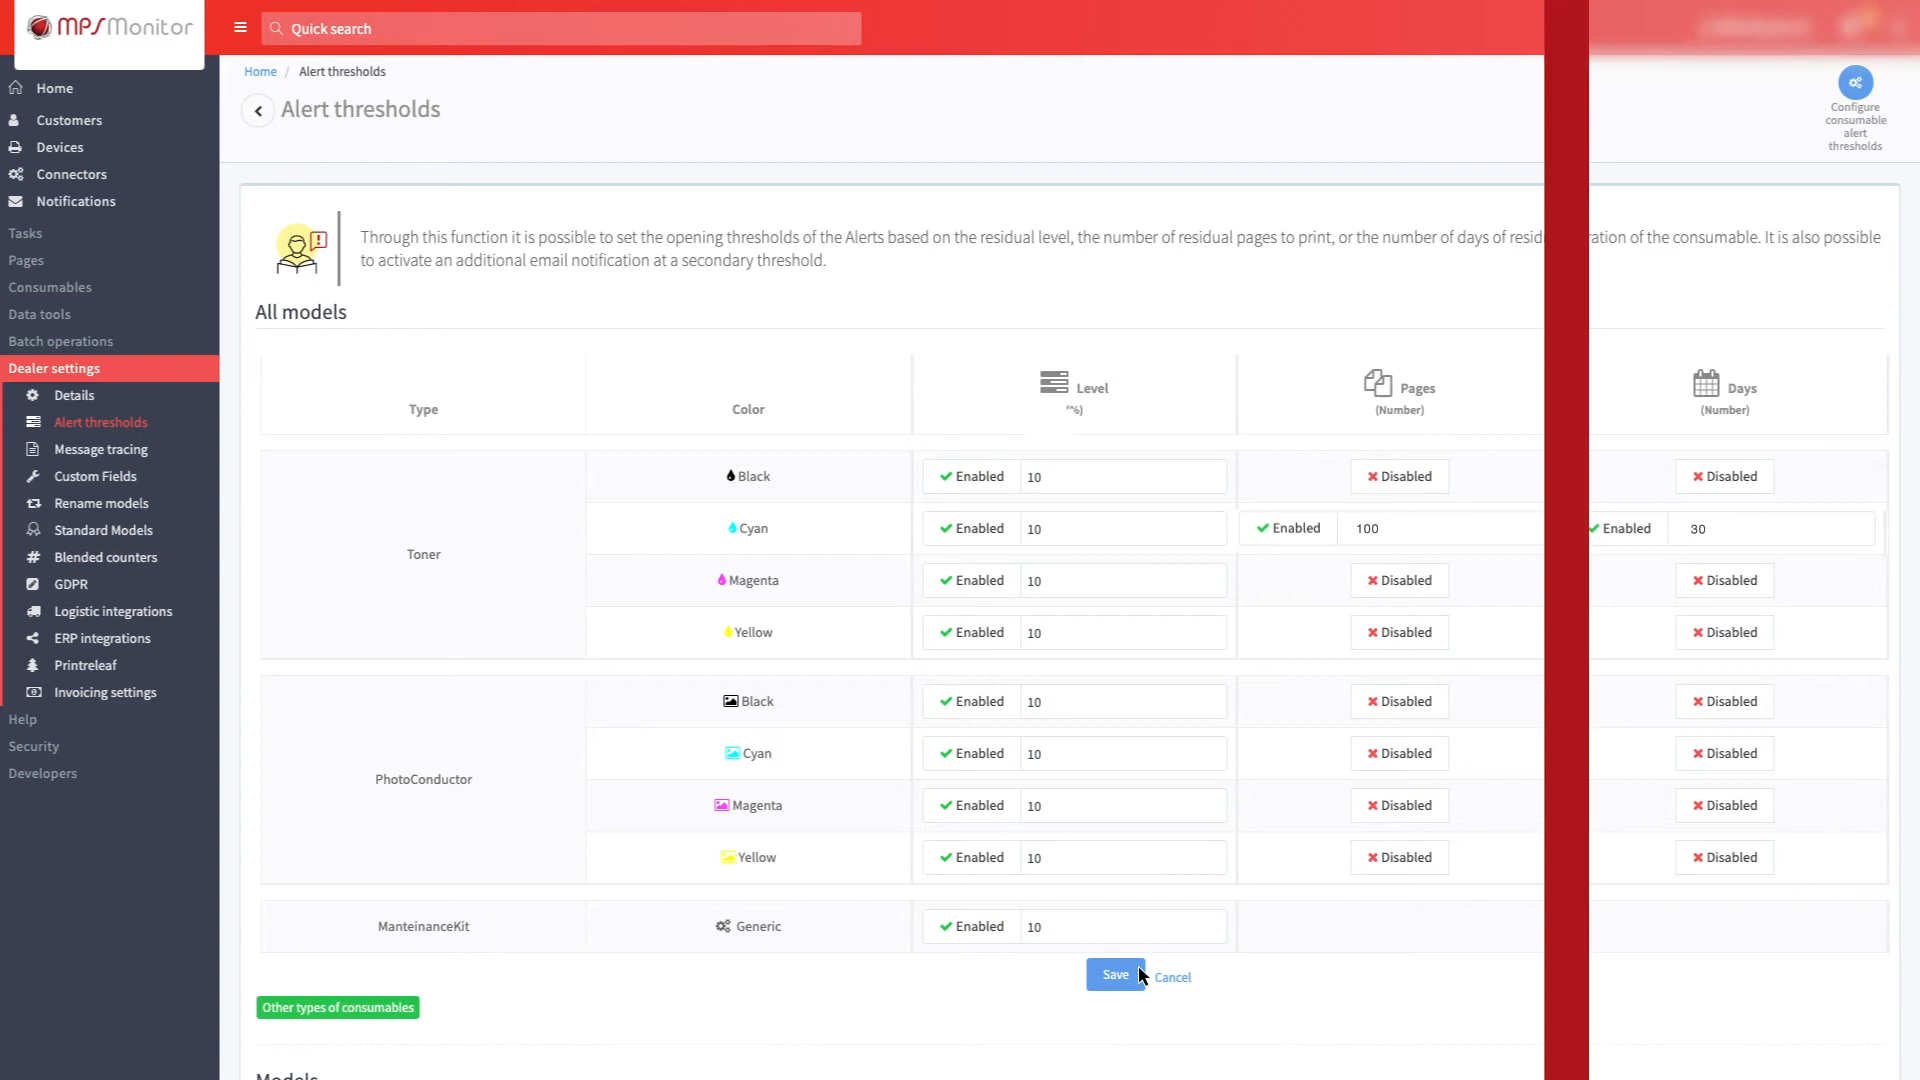 MPSMonitor
Quick search
Home / Alert thresholds
Alert thresholds
Configure
consumable
alert
thresholds
Home
Customers
Devices
Connectors
Notifications
Tasks
Pages
Consumables
Data tools
Batch operations
Dealer settings
Details
Alert thresholds
Message tracing
Custom Fields
Rename models
Standard Models
Blended counters
GDPR
Logistic integrations
ERP integrations
Printreleaf
Invoicing settings
Help
Security
Developers
Through this function it is possible to set the opening thresholds of the Alerts based on the residual level, the number of residual pages to print, or the number of days of resid ration of the consumable. It is also possible
to activate an additional email notification at a secondary threshold.
All models
Type Color Level (%) Pages (Number) Days (Number)
Toner
Black Enabled 10 Disabled Disabled
Cyan Enabled 10 Enabled 100 Enabled 30
Magenta Enabled 10 Disabled Disabled
Yellow Enabled 10 Disabled Disabled
PhotoConductor
Black Enabled 10 Disabled Disabled
Cyan Enabled 10 Disabled Disabled
Magenta Enabled 10 Disabled Disabled
Yellow Enabled 10 Disabled Disabled
ManteinanceKit Generic Enabled 10
Save Cancel
Other types of consumables
Models